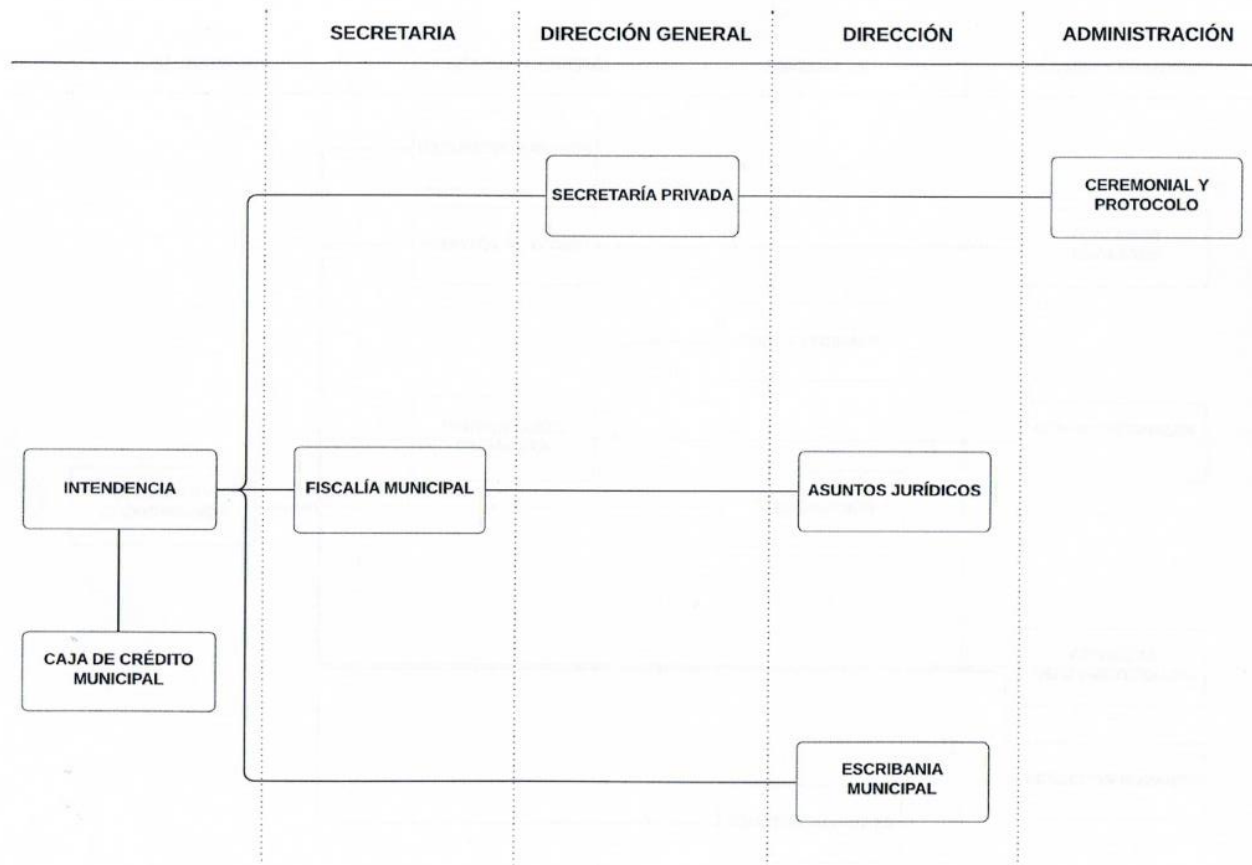 SECRETARIA
DIRECCIÓN GENERAL
DIRECCIÓN
ADMINISTRACIÓN
SECRETARÍA PRIVADA
CEREMONIAL Y
PROTOCOLO
INTENDENCIA
FISCALÍA MUNICIPAL
ASUNTOS JURÍDICOS
CAJA DE CRÉDITO
MUNICIPAL
ESCRIBANIA
MUNICIPAL